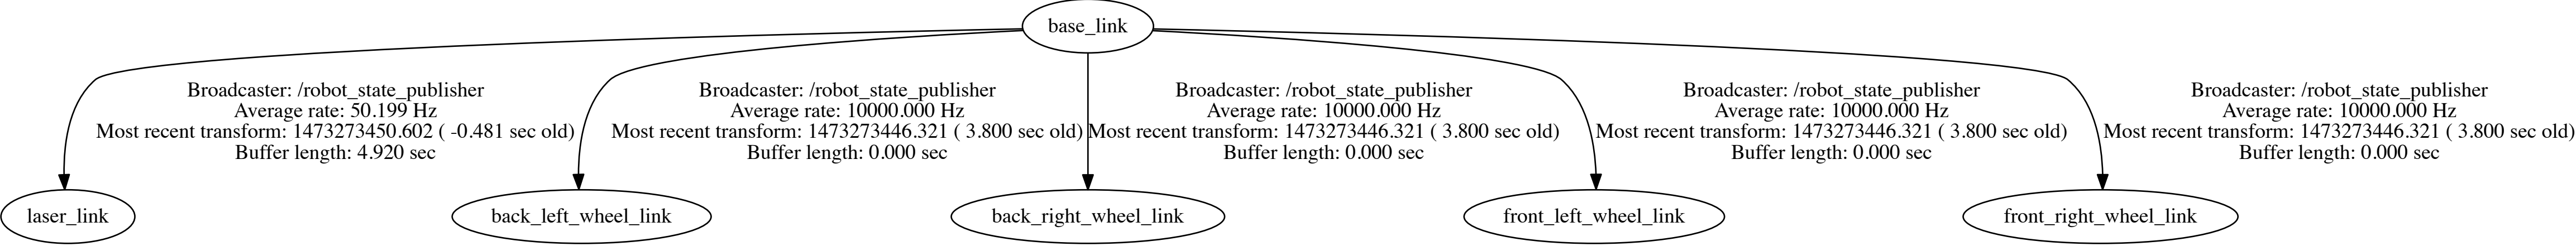 base_link
Broadcaster: /robot_state_publisher
Average rate: 50.199 Hz
Most recent transform: 1473273450.602 ( -0.481 sec old)
Buffer length: 4.920 sec
Broadcaster: /robot_state_publisher
Average rate: 10000.000 Hz
Most recent transform: 1473273446.321 ( 3.800 sec old)
Buffer length: 0.000 sec
Broadcaster: /robot_state_publisher
Average rate: 10000.000 Hz
Most recent transform: 1473273446.321 ( 3.800 sec old)
Buffer length: 0.000 sec
Broadcaster: /robot_state_publisher
Average rate: 10000.000 Hz
Most recent transform: 1473273446.321 ( 3.800 sec old)
Buffer length: 0.000 sec
Broadcaster: /robot_state_publisher
Average rate: 10000.000 Hz
Most recent transform: 1473273446.321 ( 3.800 sec old)
Buffer length: 0.000 sec
laser_link
back_left_wheel_link
back_right_wheel_link
front_left_wheel_link
front_right_wheel_link